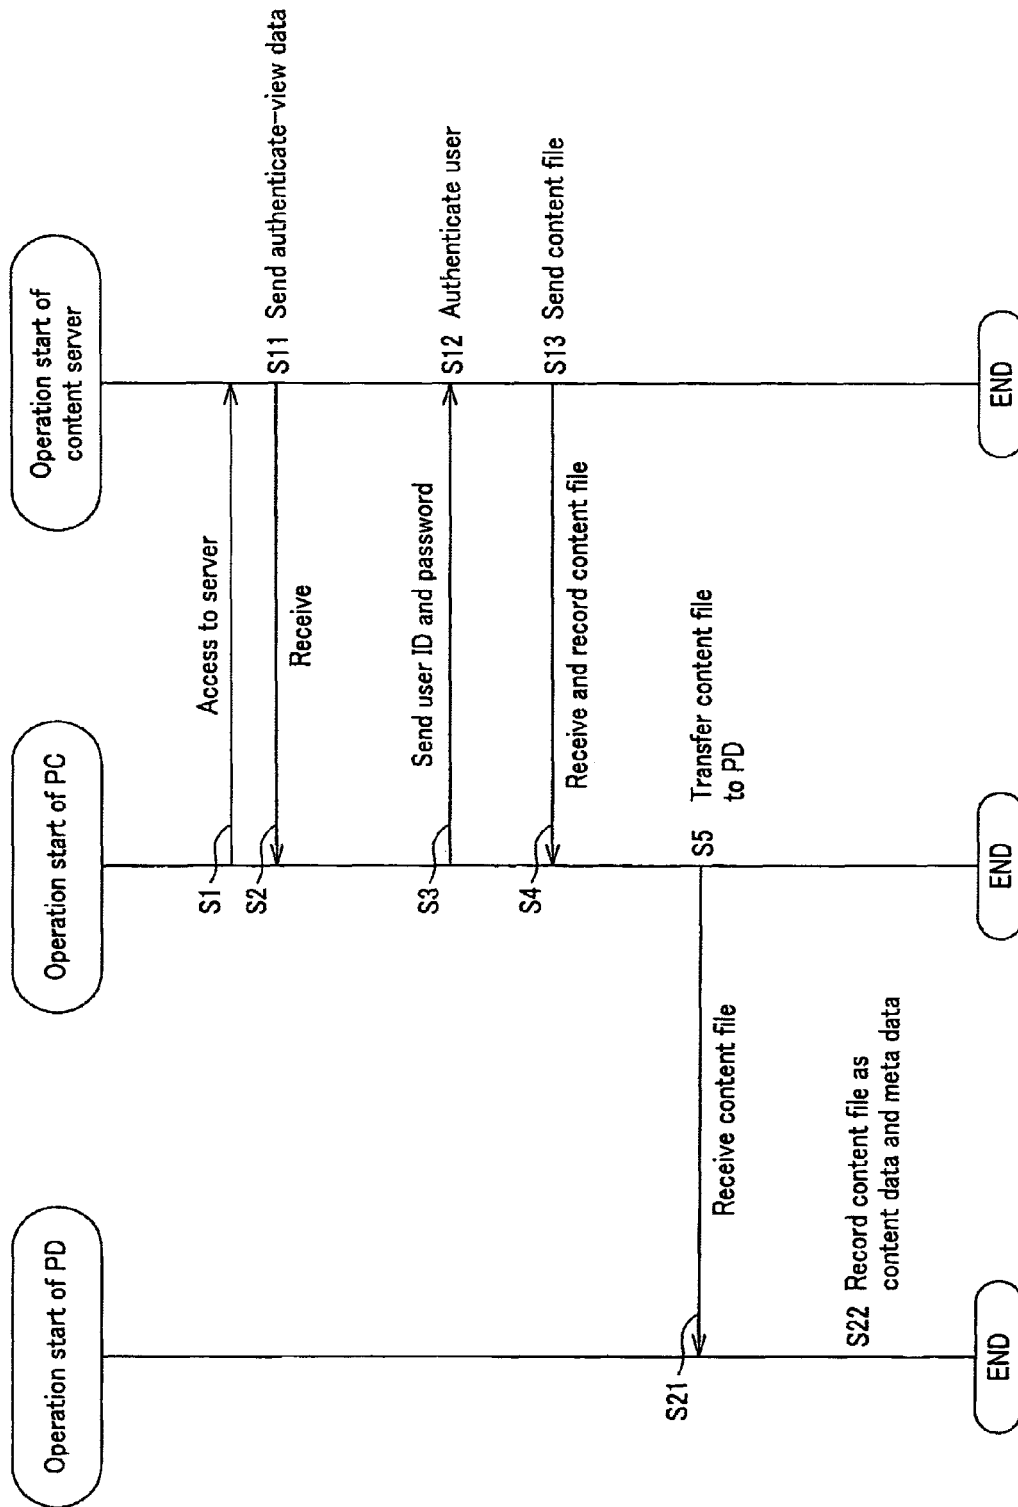 Operation start of PD
Operation start of PC
Operation start of
content server
S1
Access to server
S2
Receive
S11 Send authenticate-view data
S3
Send user ID and password
S12 Authenticate user
S4
Receive and record content file
S13 Send content file
S5 Transfer content file
to PD
S21
Receive content file
S22 Record content file as
content data and meta data
END
END
END